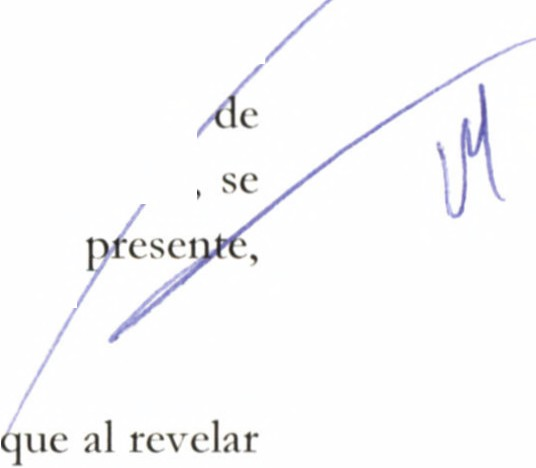 de
, se
presente,
que al revelar